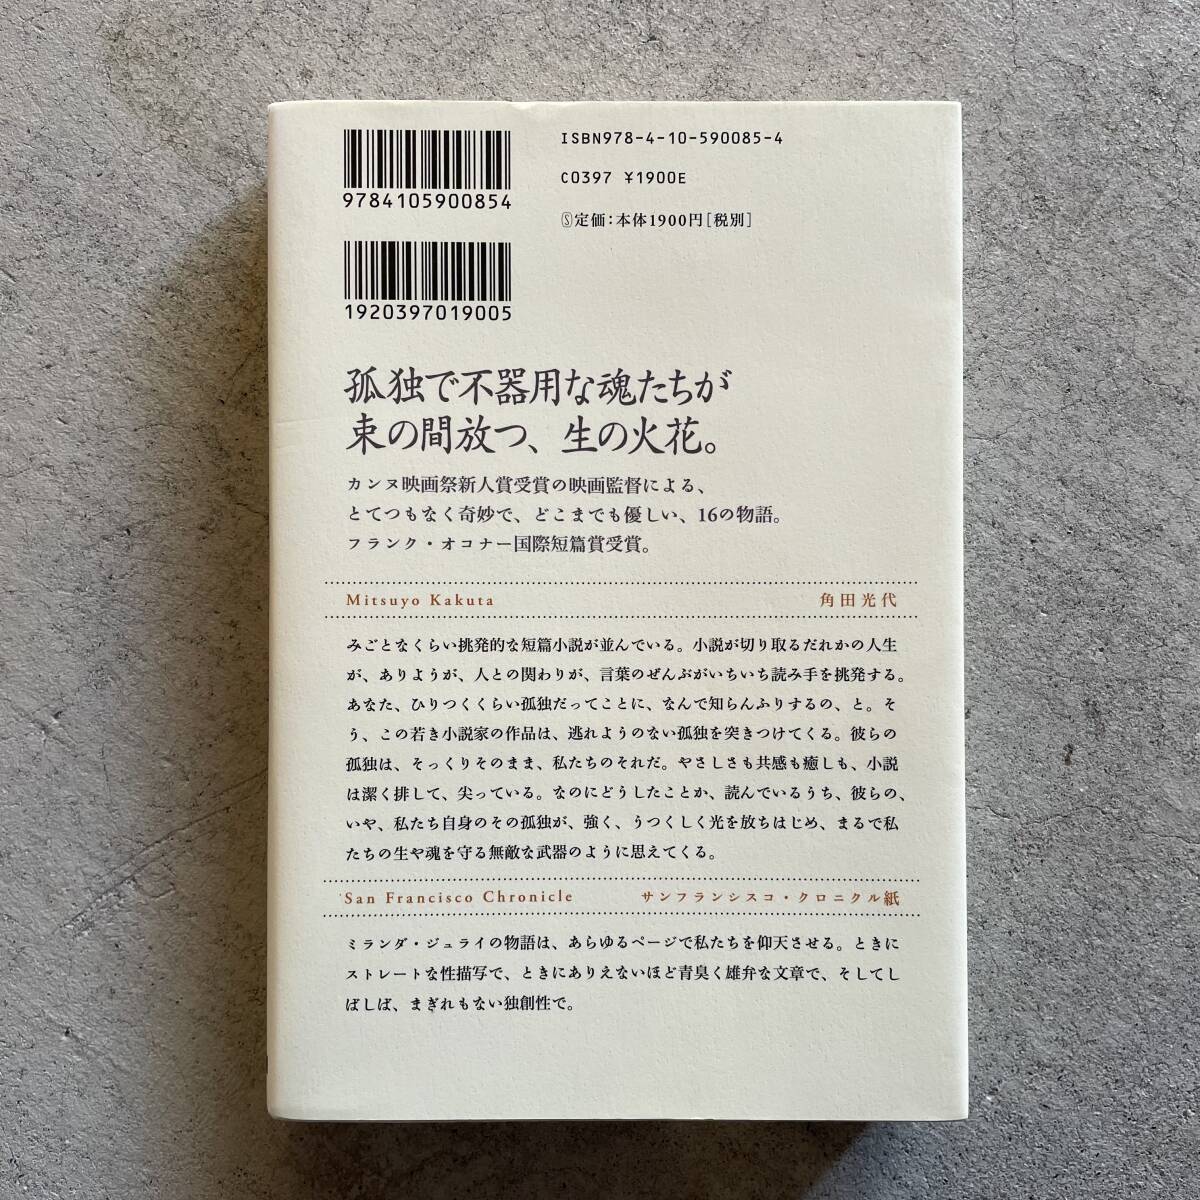 ISBN978-4-10-590085-4
C0397 ¥1900E
Ⓢ定価:本体1900円[税別]
9784105900854
1920397019005
孤独で不器用な魂たちが
束の間放つ、生の火花。
カンヌ映画祭新人賞受賞の映画監督による、
とてつもなく奇妙で、どこまでも優しい、16の物語。
フランク・オコナー国際短篇賞受賞。
Mitsuyo Kakuta 角田光代
みごとなくらい挑発的な短篇小説が並んでいる。小説が切り取るだれかの人生
が、ありようが、人との関わりが、言葉のぜんぶがいちいち読み手を挑発する。
あなた、ひりつくくらい孤独だってことに、なんで知らんふりするの、と。そ
う、この若き小説家の作品は、逃れようのない孤独を突きつけてくる。彼らの
孤独は、そっくりそのまま、私たちのそれだ。やさしさも共感も癒しも、小説
は潔く排して、尖っている。なのにどうしたことか、読んでいるうち、彼らの、
いや、私たち自身のその孤独が、強く、うつくしく光を放ちはじめ、まるで私
たちの生や魂を守る無敵な武器のように思えてくる。
San Francisco Chronicle サンフランシスコ・クロニクル紙
ミランダ・ジュライの物語は、あらゆるページで私たちを仰天させる。ときに
ストレートな性描写で、ときにありえないほど青臭く雄弁な文章で、そしてし
ばしば、まぎれもない独創性で。